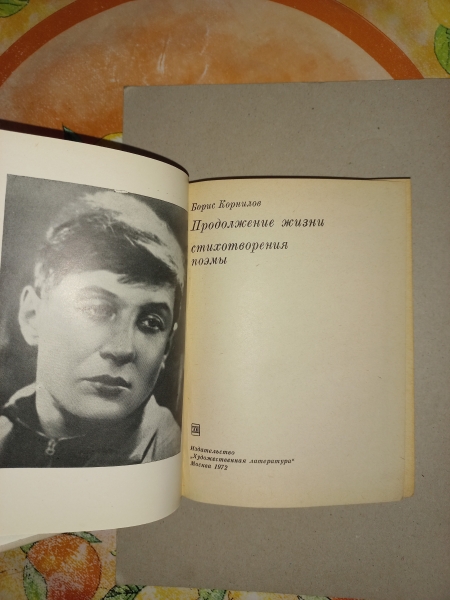 Борис Корнилов
Продолжение жизни
стихотворения
поэмы
Издательство
„Художественная литература"
Москва 1972